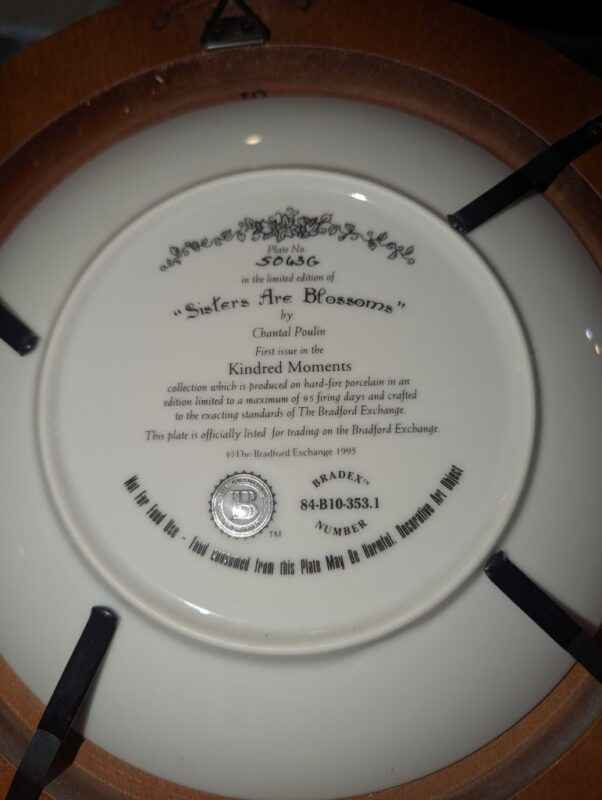 Plate No.
5043G
in the limited edition of
"Sisters Are Blossoms"
by
Chantal Poulin
First issue in the
Kindred Moments
collection which is produced on hard-fire porcelain in an
edition limited to a maximum of 95 firing days and crafted
to the exacting standards of The Bradford Exchange.
This plate is officially listed for trading on the Bradford Exchange.
©The Bradford Exchange 1995
B
TM
BRADEX™
84-B10-353.1
NUMBER
Not For Food Use - Food consumed from this Plate May Be Harmful. Decorative Art Object